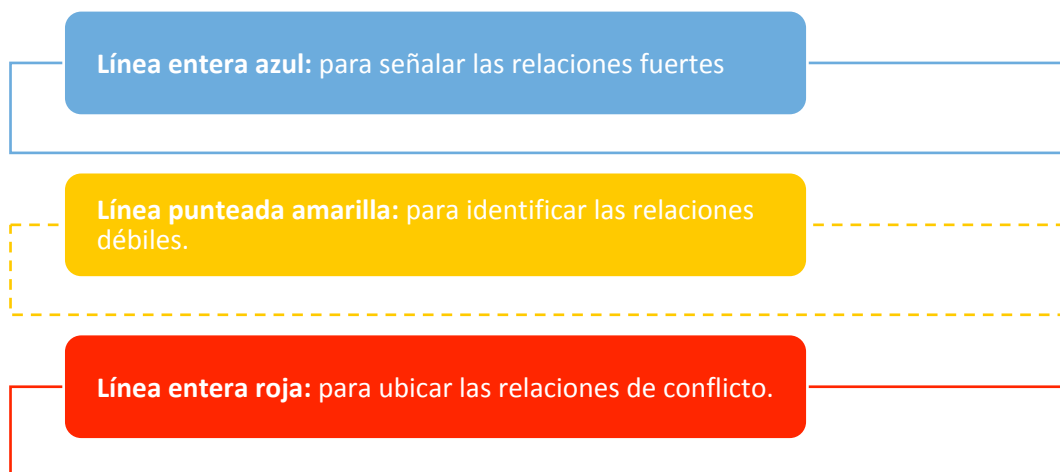 Línea entera azul: para señalar las relaciones fuertes
Línea punteada amarilla: para identificar las relaciones
débiles.
Línea entera roja: para ubicar las relaciones de conflicto.